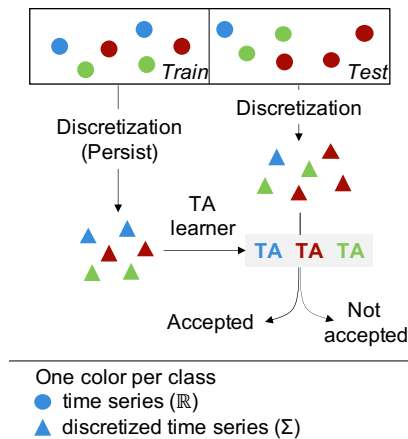 Train
Test
Discretization
(Persist)
Discretization
TA
learner
TA TA TA
Accepted
Not
accepted
One color per class
time series (ℝ)
discretized time series (Σ)